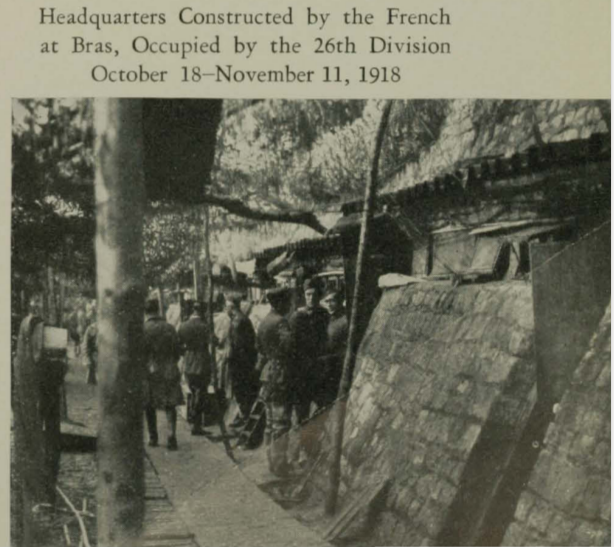 Headquarters Constructed by the French
at Bras, Occupied by the 26th Division
October 18–November 11, 1918